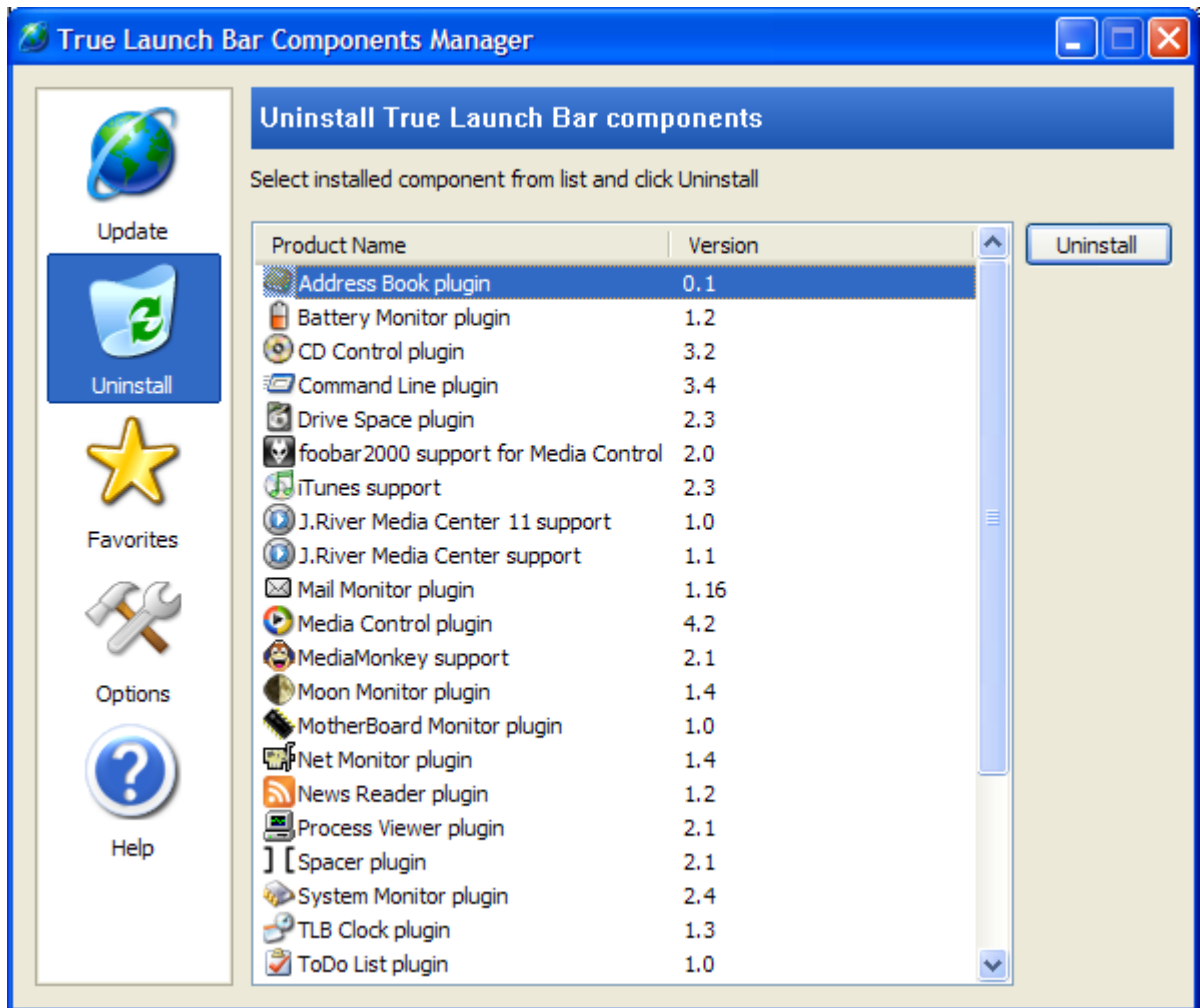 True Launch Bar Components Manager
Update
Uninstall
Favorites
Options
Help
Uninstall True Launch Bar components
Select installed component from list and click Uninstall
Product Name Version
Address Book plugin 0.1
Battery Monitor plugin 1.2
CD Control plugin 3.2
Command Line plugin 3.4
Drive Space plugin 2.3
foobar2000 support for Media Control 2.0
iTunes support 2.3
J.River Media Center 11 support 1.0
J.River Media Center support 1.1
Mail Monitor plugin 1.16
Media Control plugin 4.2
MediaMonkey support 2.1
Moon Monitor plugin 1.4
MotherBoard Monitor plugin 1.0
Net Monitor plugin 1.4
News Reader plugin 1.2
Process Viewer plugin 2.1
Spacer plugin 2.1
System Monitor plugin 2.4
TLB Clock plugin 1.3
ToDo List plugin 1.0
Uninstall